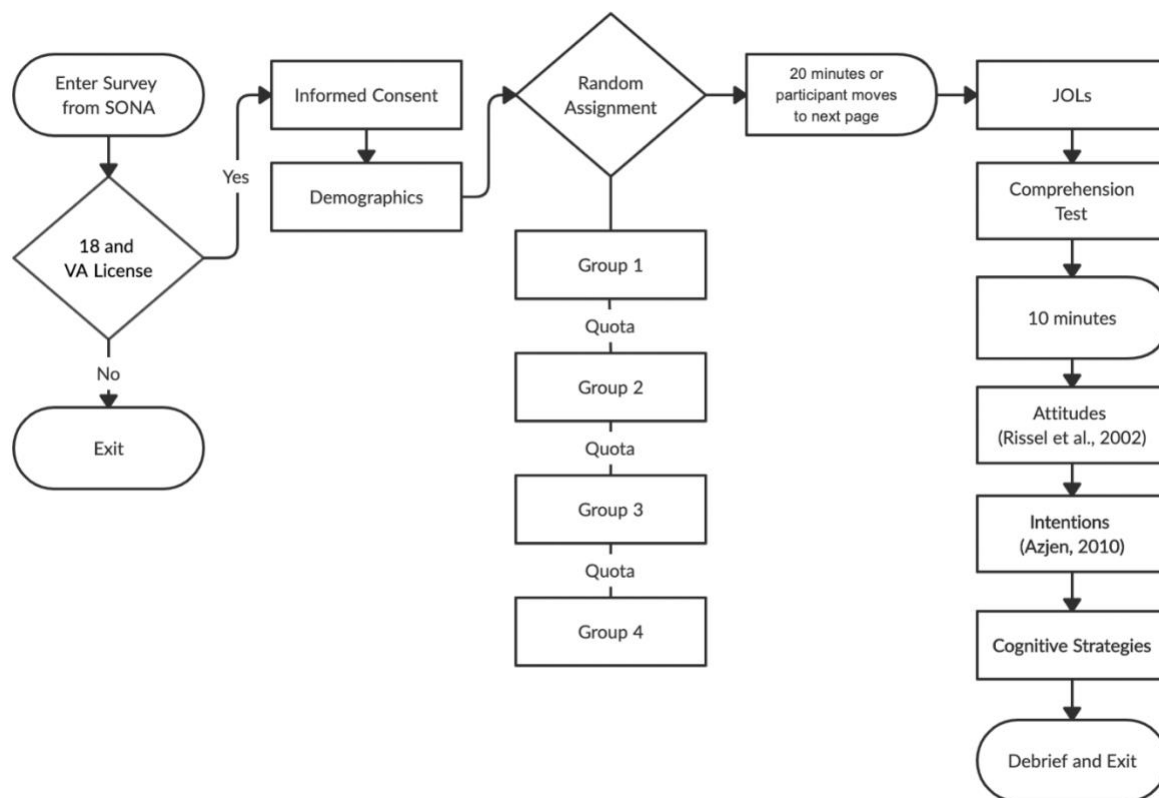 Enter Survey
from SONA
18 and
VA License
No
Exit
Yes
Informed Consent
Demographics
Random
Assignment
Group 1
Quota
Group 2
Quota
Group 3
Quota
Group 4
20 minutes or
participant moves
to next page
JOLs
Comprehension
Test
10 minutes
Attitudes
(Rissel et al., 2002)
Intentions
(Azjen, 2010)
Cognitive Strategies
Debrief and Exit